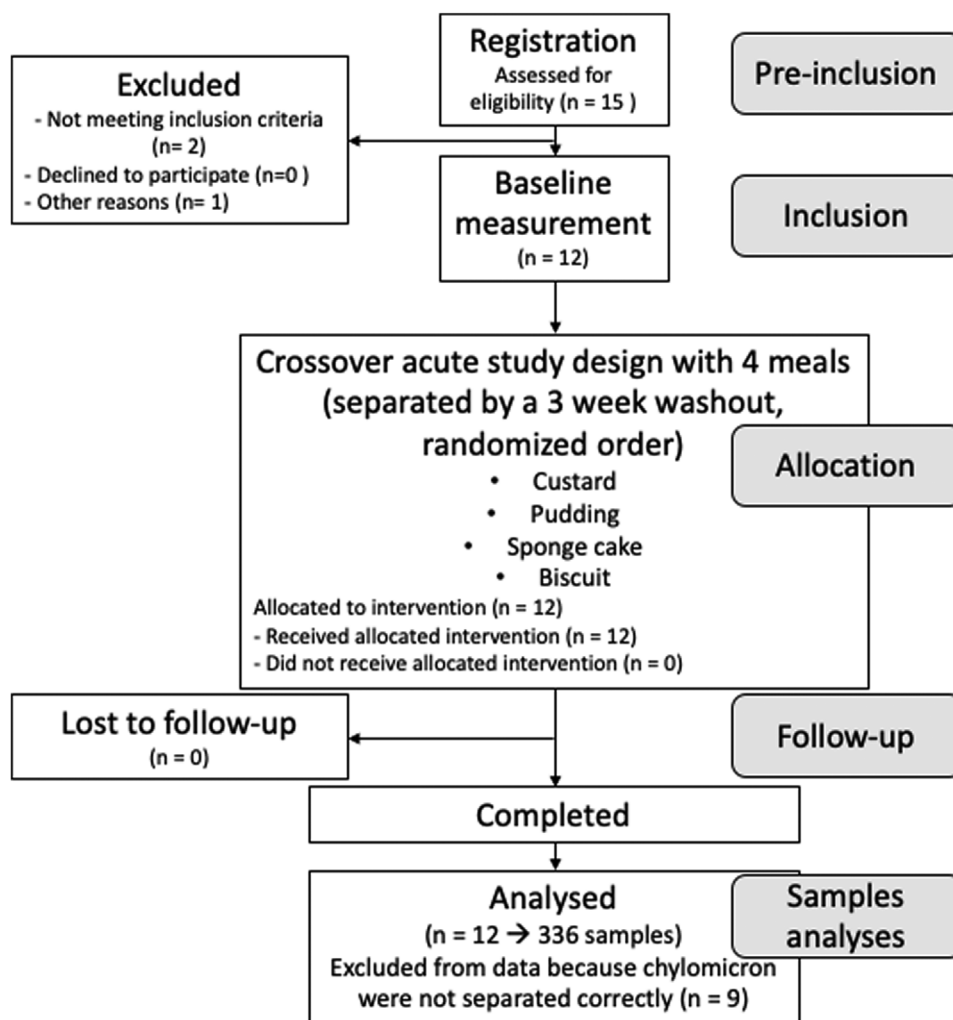 Registration
Assessed for
eligibility (n = 15 )
Pre-inclusion
Excluded
- Not meeting inclusion criteria
(n= 2)
- Declined to participate (n=0 )
- Other reasons (n= 1)
Baseline
measurement
(n = 12)
Inclusion
Crossover acute study design with 4 meals
(separated by a 3 week washout,
randomized order)
• Custard
• Pudding
• Sponge cake
• Biscuit
Allocated to intervention (n = 12)
- Received allocated intervention (n = 12)
- Did not receive allocated intervention (n = 0)
Allocation
Lost to follow-up
(n = 0)
Follow-up
Completed
Analysed
(n = 12 → 336 samples)
Excluded from data because chylomicron
were not separated correctly (n = 9)
Samples
analyses